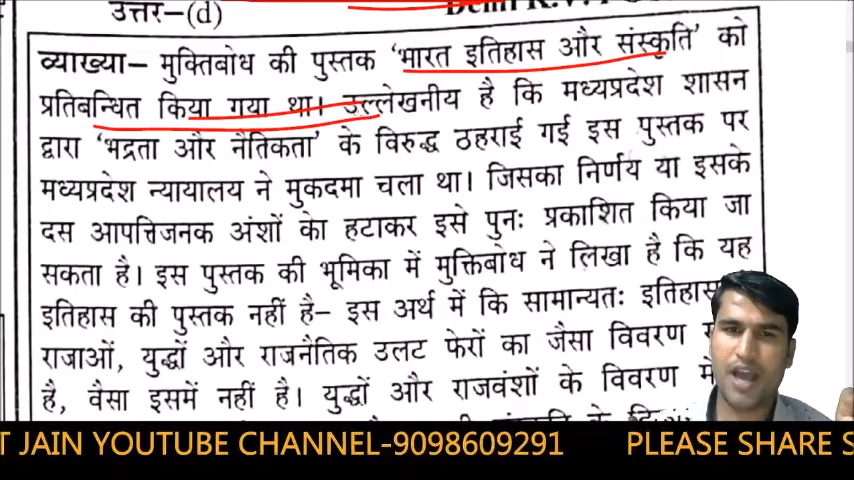 उत्तर–(d)
व्याख्या– मुक्तिबोध की पुस्तक ‘भारत इतिहास और संस्कृति’ को
प्रतिबन्धित किया गया था। उल्लेखनीय है कि मध्यप्रदेश शासन
द्वारा ‘भद्रता और नैतिकता’ के विरुद्ध ठहराई गई इस पुस्तक पर
मध्यप्रदेश न्यायालय ने मुकदमा चला था। जिसका निर्णय या इसके
दस आपत्तिजनक अंशों को हटाकर इसे पुनः प्रकाशित किया जा
सकता है। इस पुस्तक की भूमिका में मुक्तिबोध ने लिखा है कि यह
इतिहास की पुस्तक नहीं है– इस अर्थ में कि सामान्यतः इतिहास
राजाओं, युद्धों और राजनैतिक उलट फेरों का जैसा विवरण
है, वैसा इसमें नहीं है। युद्धों और राजवंशों के विवरण में
T JAIN YOUTUBE CHANNEL-9098609291 PLEASE SHARE S